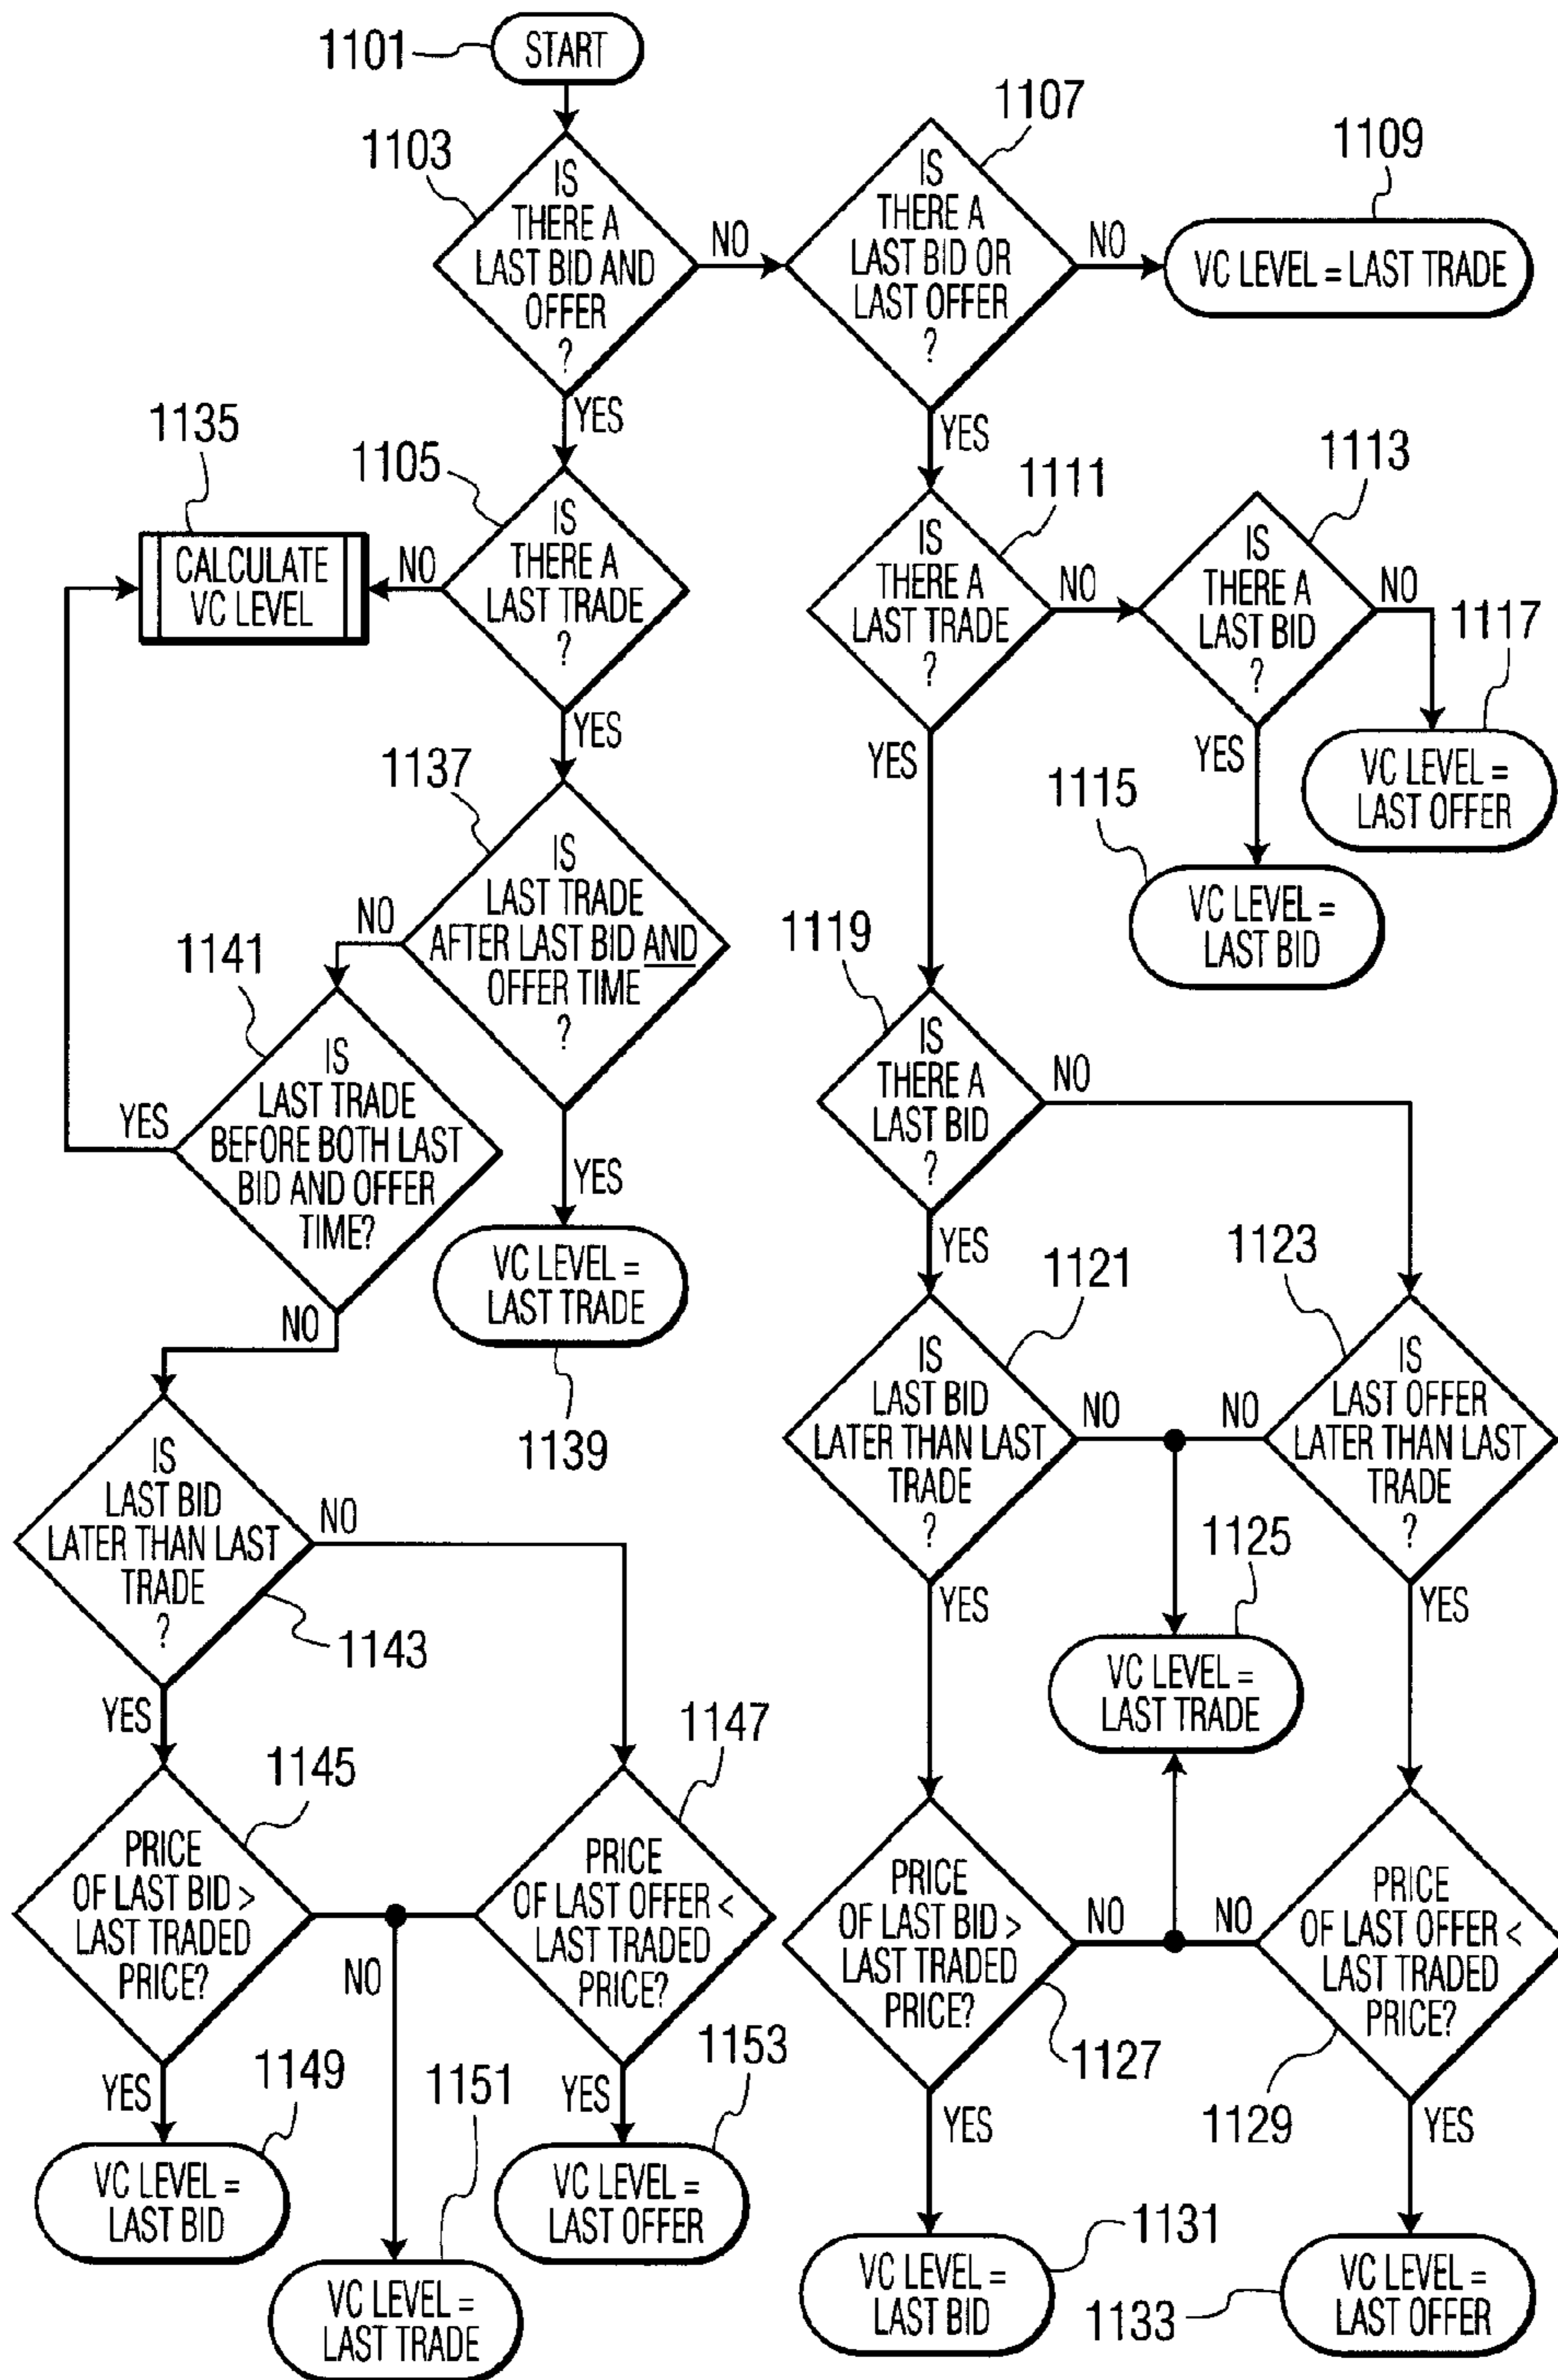 1101
START
1103
IS
THERE A
LAST BID AND
OFFER
?
NO
YES
1107
IS
THERE A
LAST BID OR
LAST OFFER
?
NO
YES
1109
VC LEVEL = LAST TRADE
1135
CALCULATE
VC LEVEL
NO
1105
IS
THERE A
LAST TRADE
?
YES
1111
IS
THERE A
LAST TRADE
?
NO
YES
1113
IS
THERE A
LAST BID
?
NO
YES
1117
VC LEVEL =
LAST OFFER
1115
VC LEVEL =
LAST BID
1137
IS
LAST TRADE
AFTER LAST BID AND
OFFER TIME
?
NO
YES
1141
IS
LAST TRADE
BEFORE BOTH LAST
BID AND OFFER
TIME?
YES
NO
VC LEVEL =
LAST TRADE
1139
1119
IS
THERE A
LAST BID
?
NO
YES
1121
IS
LAST BID
LATER THAN LAST
TRADE
?
NO
YES
1123
IS
LAST OFFER
LATER THAN LAST
TRADE
?
NO
YES
1125
VC LEVEL =
LAST TRADE
IS
LAST BID
LATER THAN LAST
TRADE
?
1143
NO
YES
1145
PRICE
OF LAST BID >
LAST TRADED
PRICE?
NO
YES
1147
PRICE
OF LAST OFFER <
LAST TRADED
PRICE?
YES
1149
VC LEVEL =
LAST BID
1151
VC LEVEL =
LAST TRADE
1153
VC LEVEL =
LAST OFFER
PRICE
OF LAST BID >
LAST TRADED
PRICE?
1127
NO
YES
PRICE
OF LAST OFFER <
LAST TRADED
PRICE?
1129
NO
YES
1131
VC LEVEL =
LAST BID
1133
VC LEVEL =
LAST OFFER